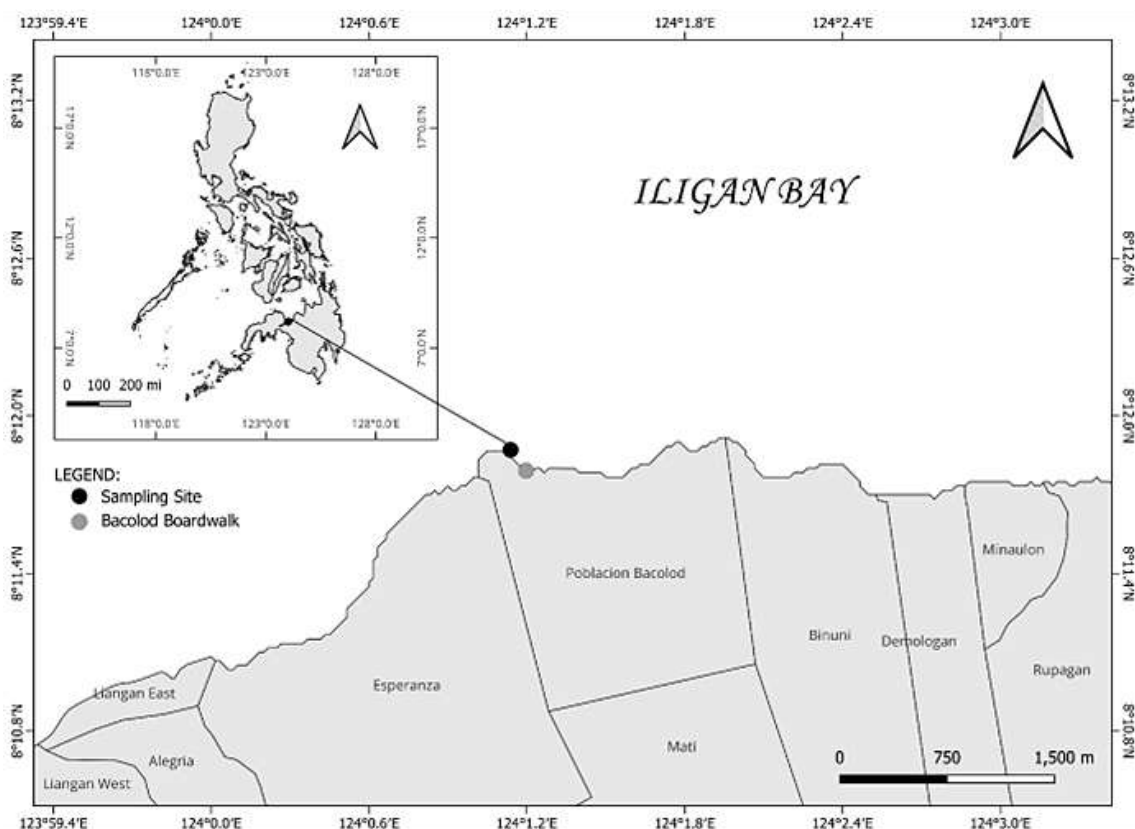 123°59.4'E 124°0.0'E 124°0.6'E 124°1.2'E 124°1.8'E 124°2.4'E 124°3.0'E
118°0.0'E 123°0.0'E 128°0.0'E
8°13.2'N 8°13.2'N
17°0.0'N 17°0.0'N
ILIGAN BAY
12°0.0'N 12°0.0'N
8°12.6'N 8°12.6'N
7°0.0'N 7°0.0'N
0 100 200 mi
118°0.0'E 123°0.0'E 128°0.0'E
8°12.0'N 8°12.0'N
LEGEND:
Sampling Site
Bacolod Boardwalk
Minaulon
8°11.4'N 8°11.4'N
Poblacion Bacolod
Binuni Demologan
Rupagan
Esperanza
Liangan East
8°10.8'N 8°10.8'N
Mati
Alegria
0 750 1,500 m
Liangan West
123°59.4'E 124°0.0'E 124°0.6'E 124°1.2'E 124°1.8'E 124°2.4'E 124°3.0'E